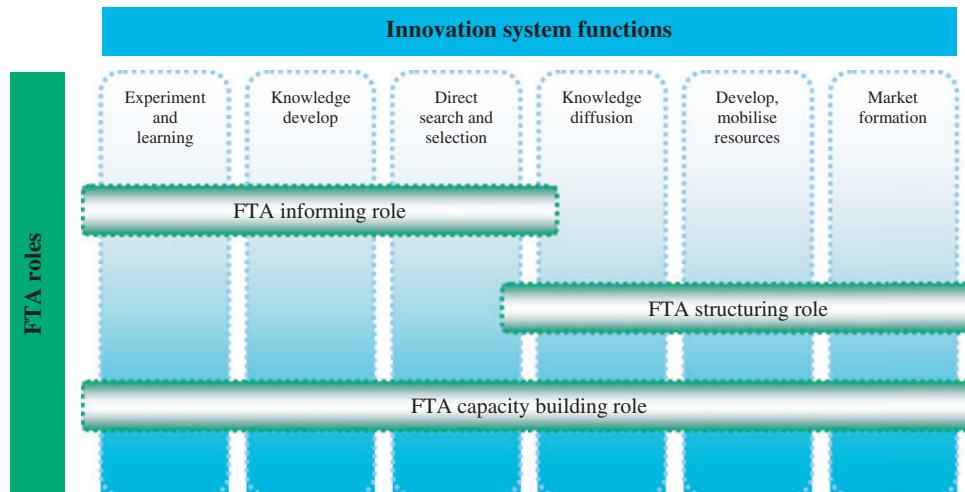 Innovation system functions
FTA roles
Experiment
and
learning
Knowledge
develop
Direct
search and
selection
Knowledge
diffusion
Develop,
mobilise
resources
Market
formation
FTA informing role
FTA structuring role
FTA capacity building role